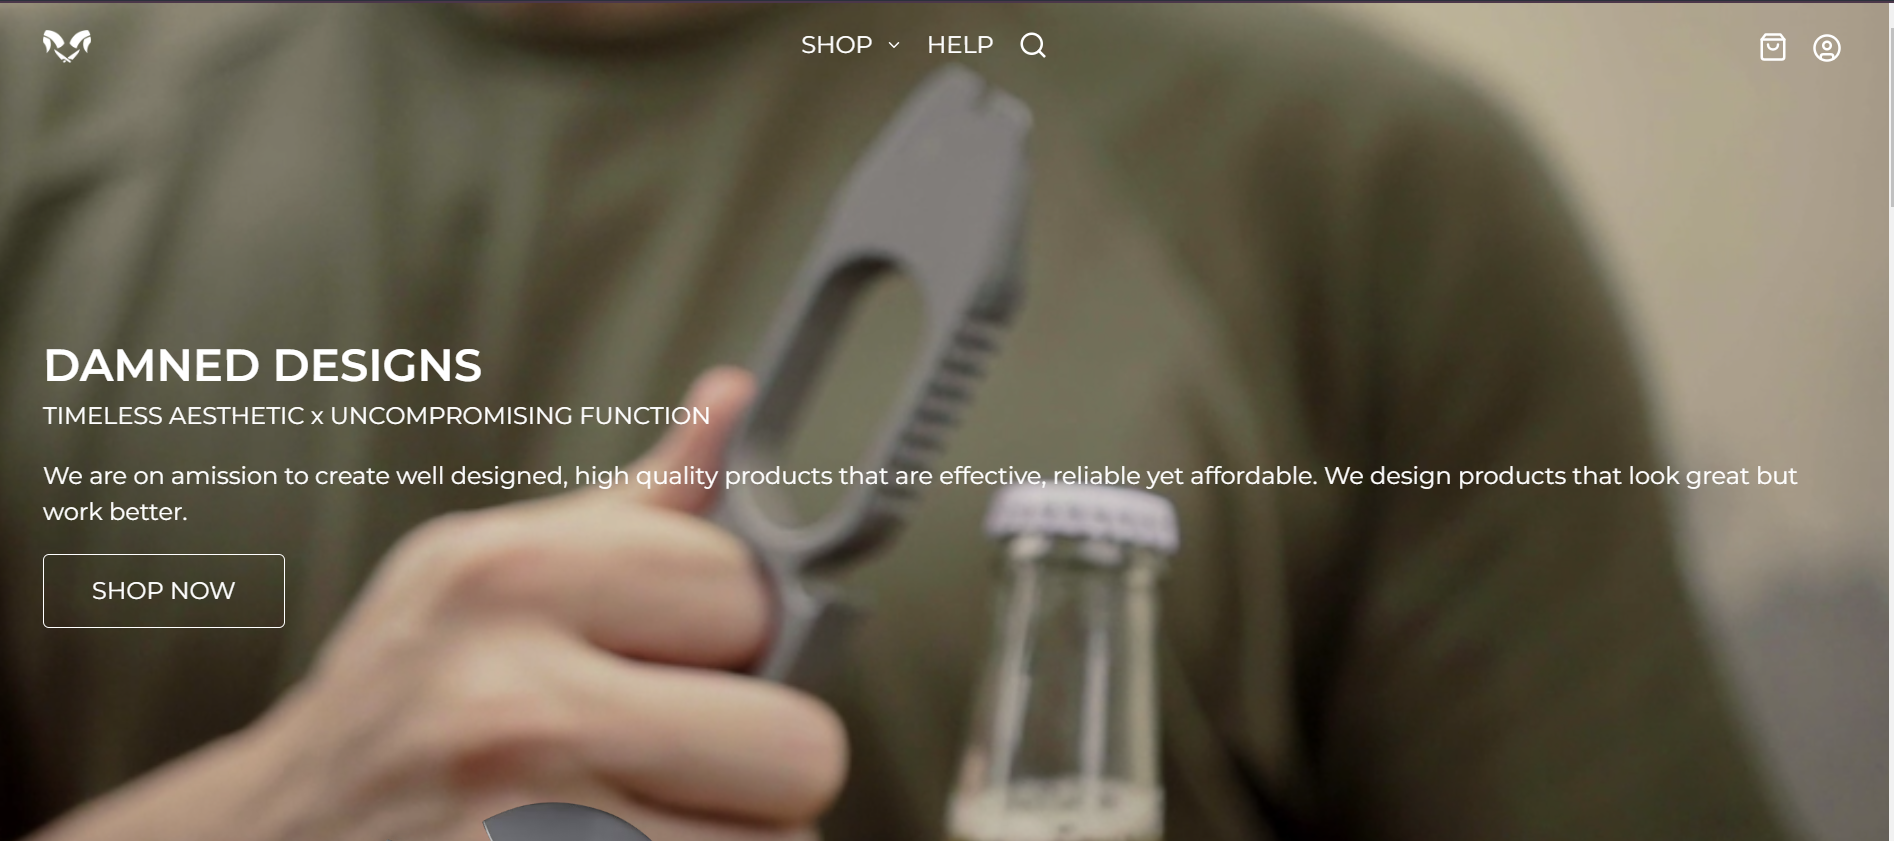 SHOP HELP
DAMNED DESIGNS
TIMELESS AESTHETIC x UNCOMPROMISING FUNCTION
We are on amission to create well designed, high quality products that are effective, reliable yet affordable. We design products that look great but
work better.
SHOP NOW